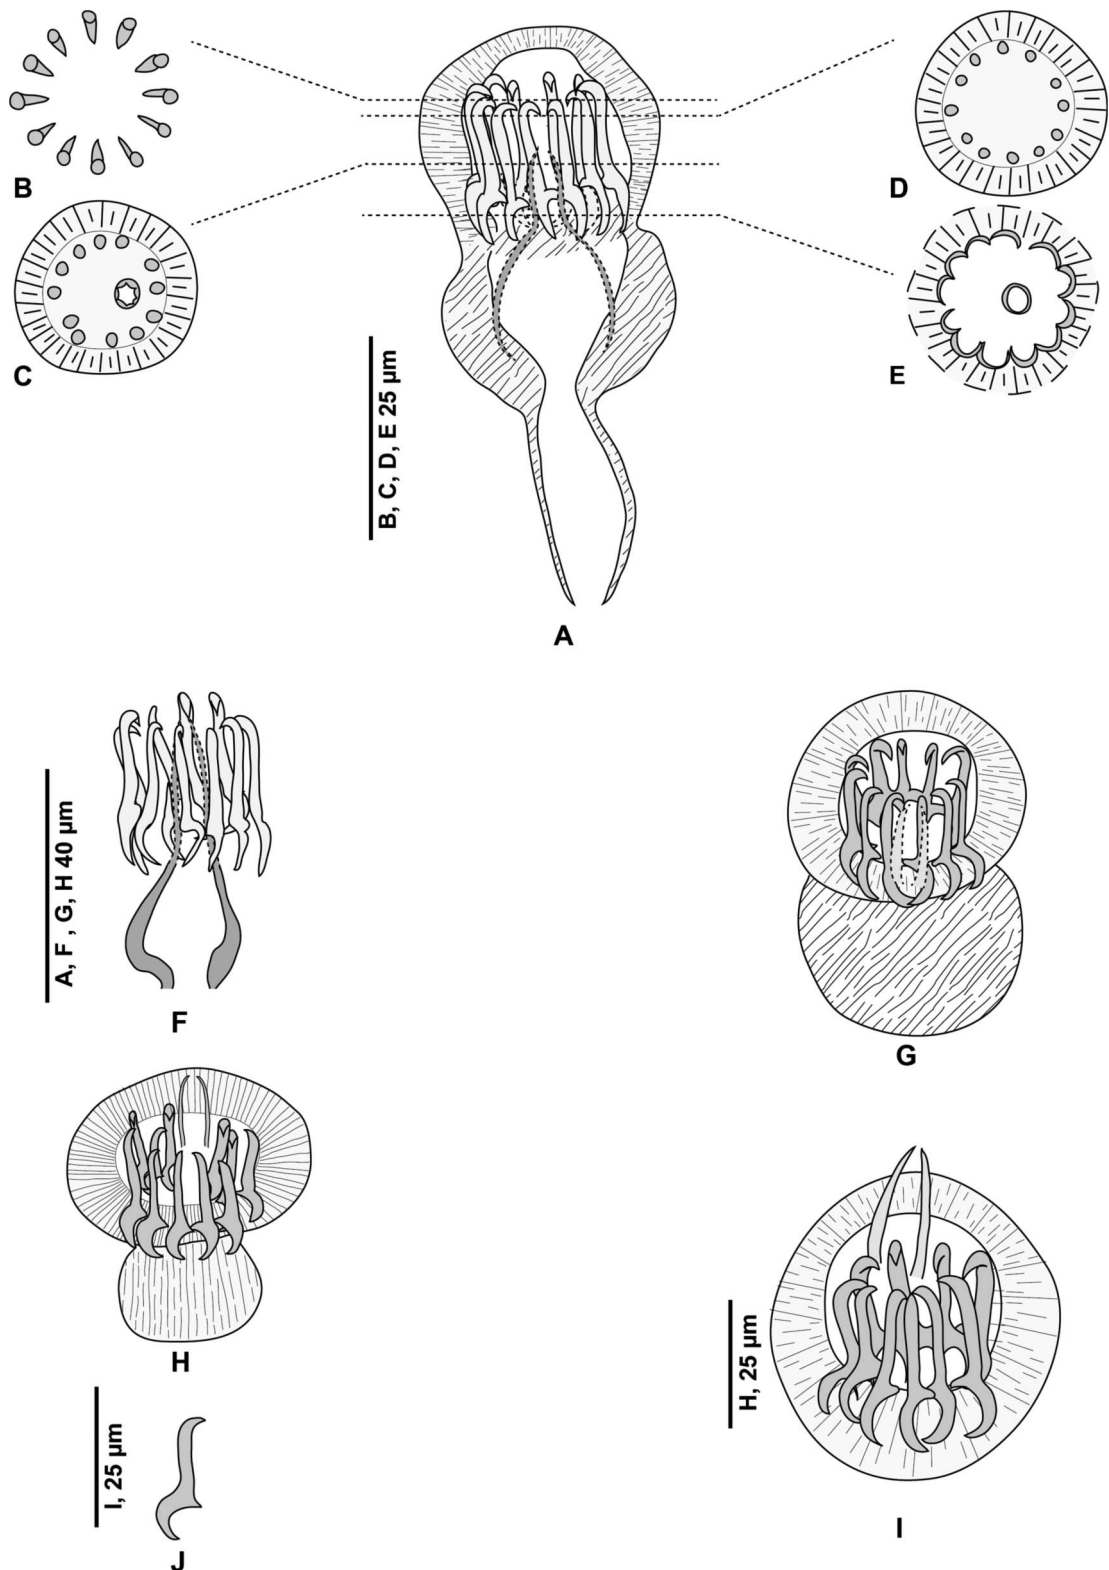 B
D
C
E
B, C, D, E 25 µm
A
A, F , G, H 40 µm
F
G
H
H, 25 µm
I, 25 µm
I
J